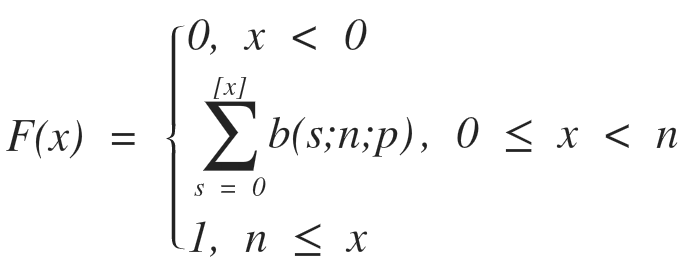 0, x < 0
[x]
F(x) = { ∑ b(s;n;p), 0 ≤ x < n
s = 0
1, n ≤ x